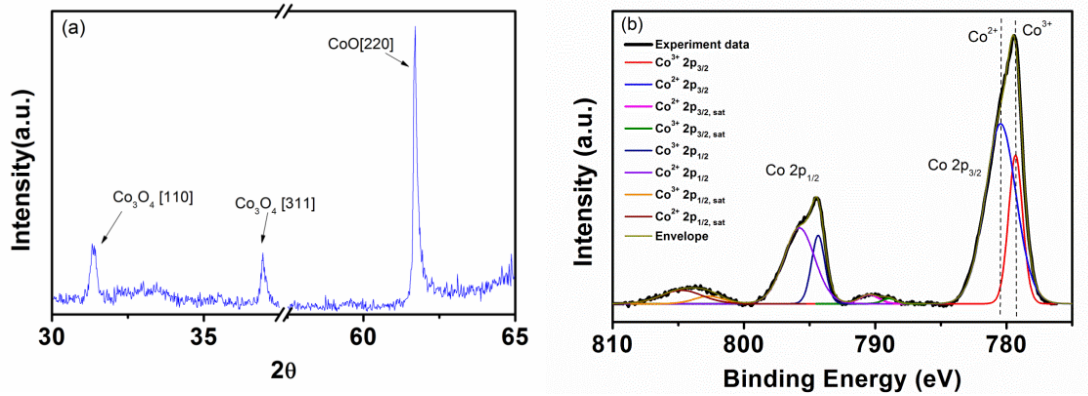 (a)
CoO[220]
Co₃O₄ [110]
Co₃O₄ [311]
Intensity(a.u.)
30
35
60
65
2θ
(b)
Co²⁺
Co³⁺
Experiment data
Co³⁺ 2p₃/₂
Co²⁺ 2p₃/₂
Co²⁺ 2p₃/₂, sat
Co³⁺ 2p₃/₂, sat
Co³⁺ 2p₁/₂
Co²⁺ 2p₁/₂
Co³⁺ 2p₁/₂, sat
Co²⁺ 2p₁/₂, sat
Envelope
Co 2p₁/₂
Co 2p₃/₂
Intensity (a.u.)
810
800
790
780
Binding Energy (eV)